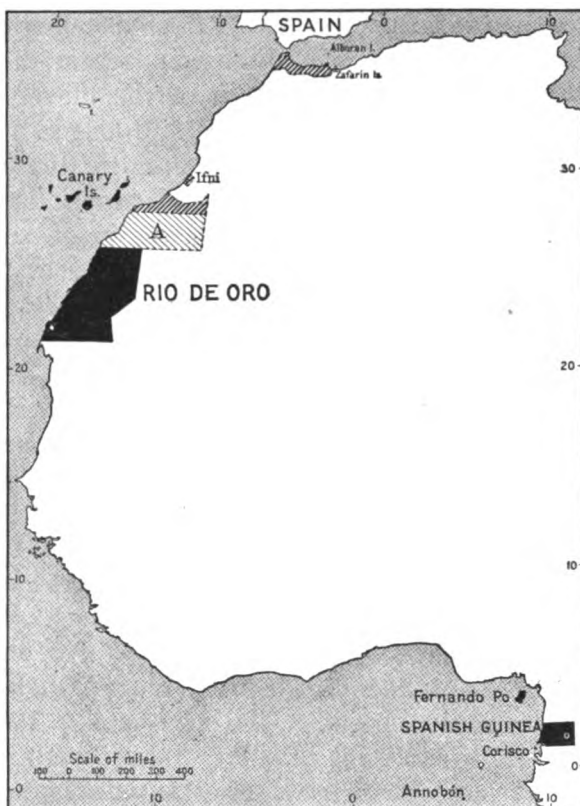 SPAIN
20
10
0
10
Alboran I.
Zafarin Is.
30
30
Canary
Is.
Ifni
A
RIO DE ORO
20
20
10
10
Fernando Po
SPANISH GUINEA
Corisco
Scale of miles
100 0 100 200 300 400
0
0
Annobón
10
0
10